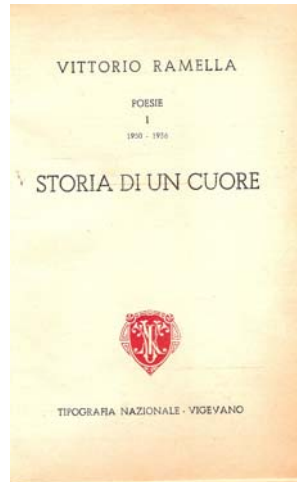 VITTORIO RAMELLA
POESIE
I
1950 - 1956
STORIA DI UN CUORE
TIPOGRAFIA NAZIONALE - VIGEVANO